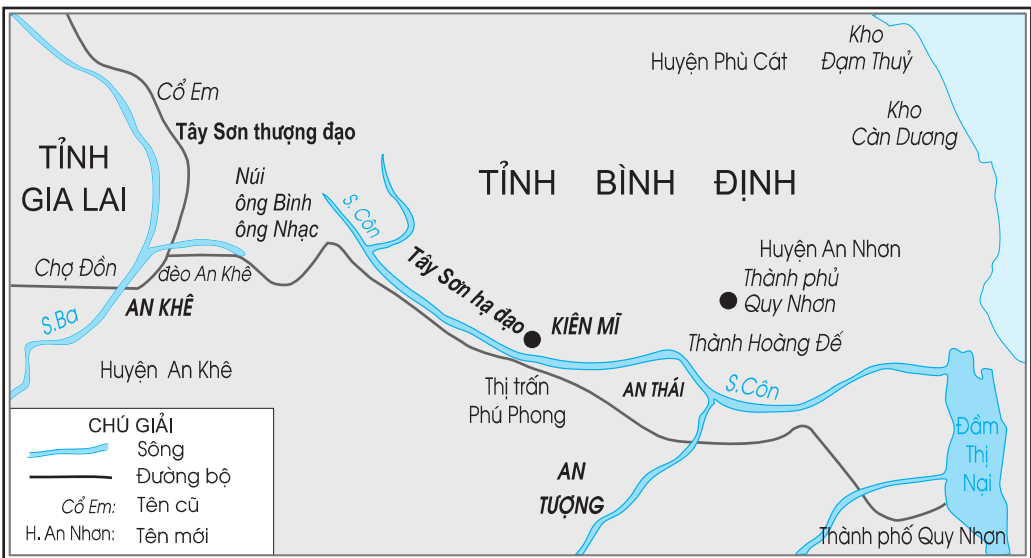 Kho
Đạm Thuỷ
Huyện Phù Cát
Cổ Em
Kho
Càn Dương
Tây Sơn thượng đạo
TỈNH
GIA LAI
Núi
ông Bình
ông Nhạc
S. Côn
TỈNH BÌNH ĐỊNH
Chợ Đồn
đèo An Khê
AN KHÊ
S.Ba
Huyện An Khê
Tây Sơn hạ đạo
KIÊN MĨ
Huyện An Nhơn
Thành phủ
Quy Nhơn
Thành Hoàng Đế
Thị trấn
Phú Phong
AN THÁI
S.Côn
AN
TƯỢNG
Đầm
Thị
Nại
Thành phố Quy Nhơn
CHÚ GIẢI
Sông
Đường bộ
Cổ Em: Tên cũ
H. An Nhơn: Tên mới